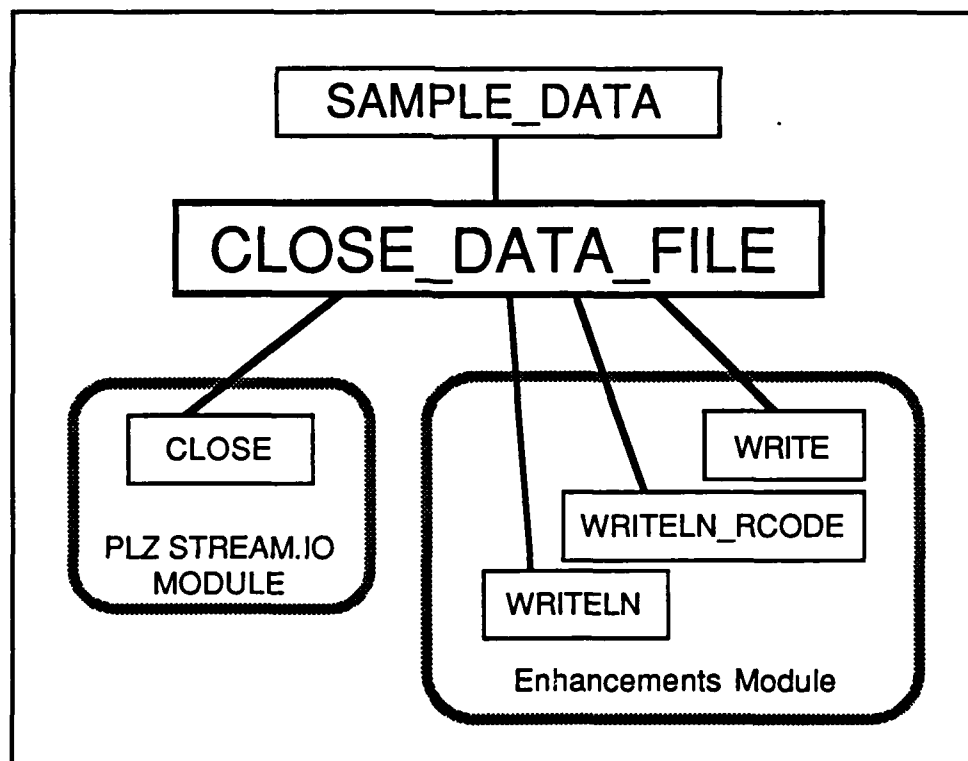 SAMPLE_DATA
CLOSE_DATA_FILE
CLOSE
PLZ STREAM.IO
MODULE
WRITE
WRITELN_RCODE
WRITELN
Enhancements Module